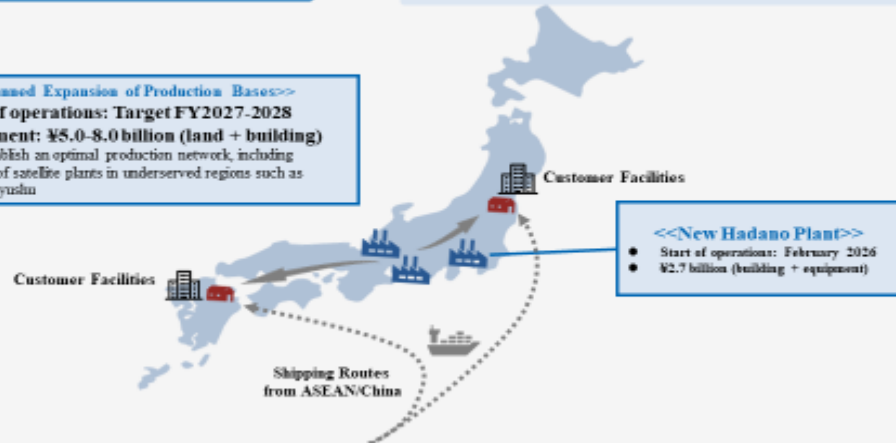 nned Expansion of Production Bases>>
f operations: Target FY2027-2028
ment: ¥5.0-8.0 billion (land + building)
blish an optimal production network, including
of satellite plants in underserved regions such as
yushu
Customer Facilities
<<New Hadano Plant>>
● Start of operations: February 2026
● ¥2.7 billion (building + equipment)
Customer Facilities
Shipping Routes
from ASEAN/China